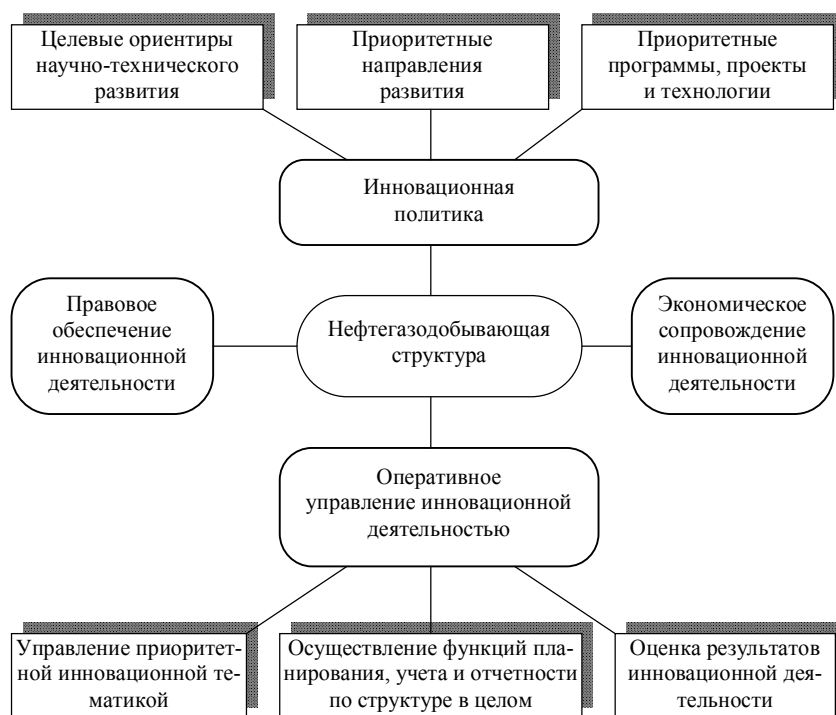 Целевые ориентиры
научно-технического
развития
Приоритетные
направления
развития
Приоритетные
программы, проекты
и технологии
Инновационная
политика
Правовое
обеспечение
инновационной
деятельности
Нефтегазодобывающая
структура
Экономическое
сопровождение
инновационной
деятельности
Оперативное
управление инновационной
деятельностью
Управление приоритет-
ной инновационной те-
матикой
Осуществление функций пла-
нирования, учета и отчетности
по структуре в целом
Оценка результатов
инновационной дея-
тельности